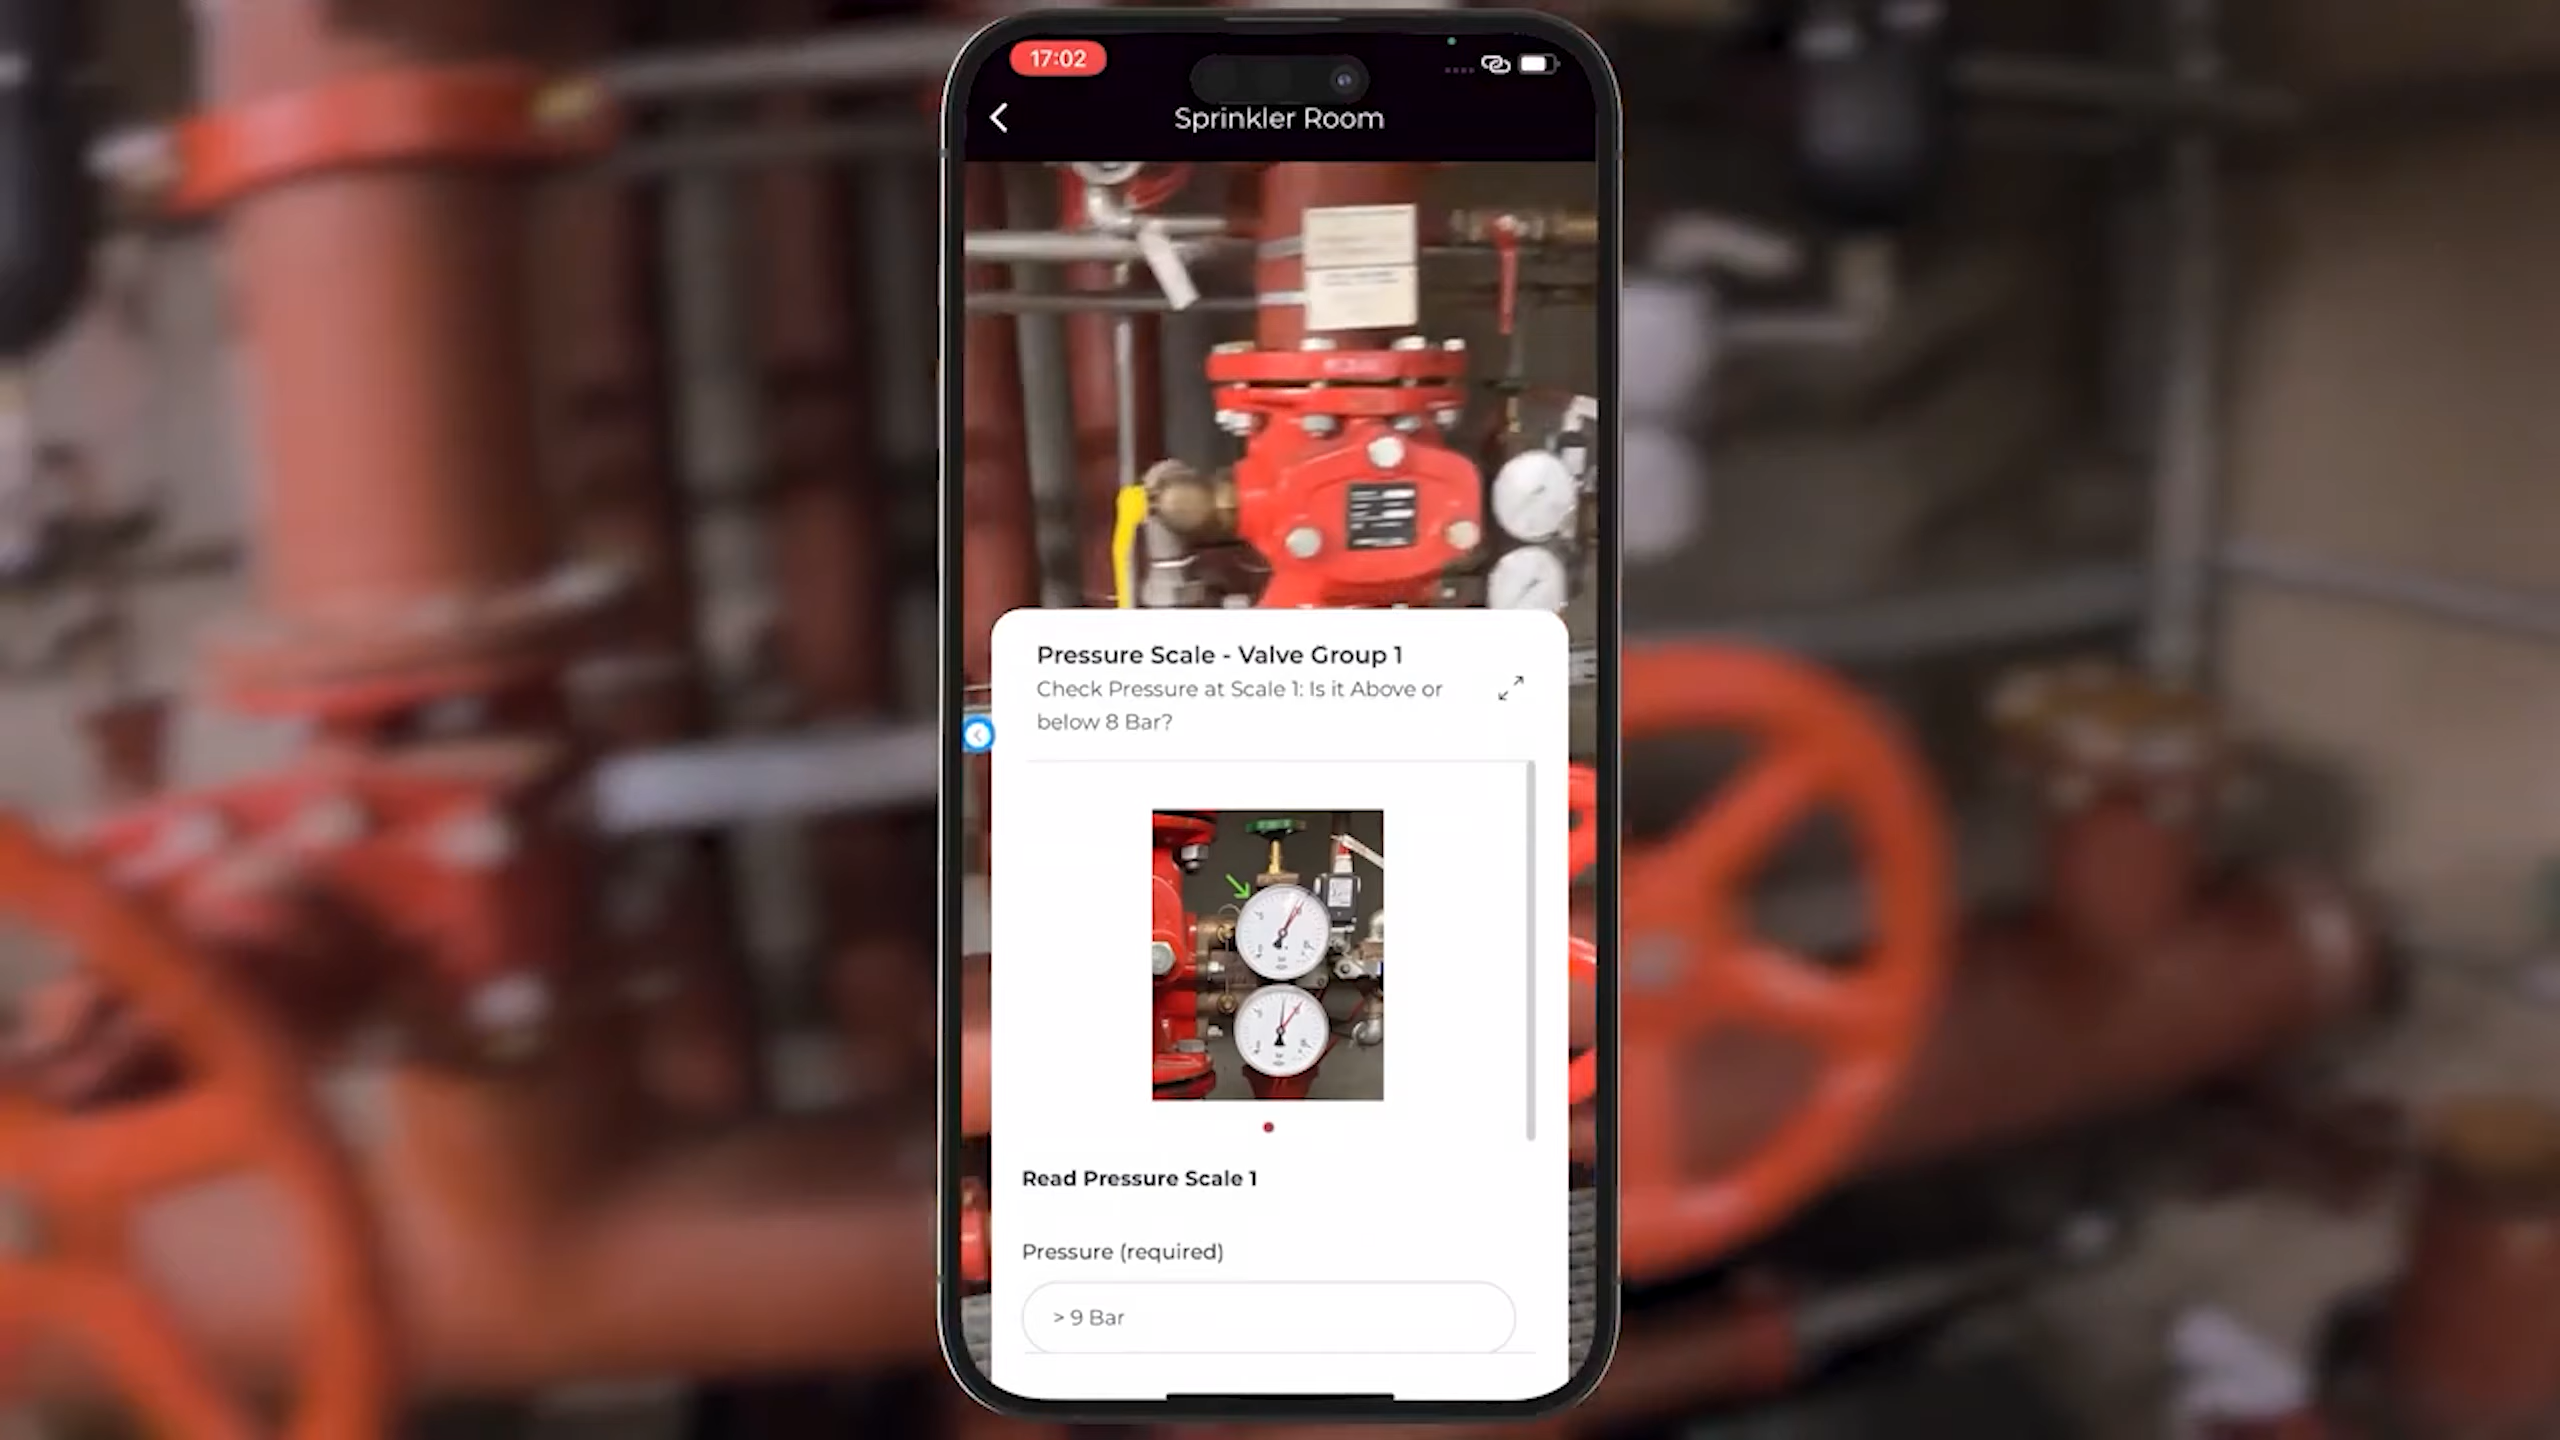 17:02
Sprinkler Room
Pressure Scale - Valve Group 1
Check Pressure at Scale 1: Is it Above or
below 8 Bar?
Read Pressure Scale 1
Pressure (required)
> 9 Bar